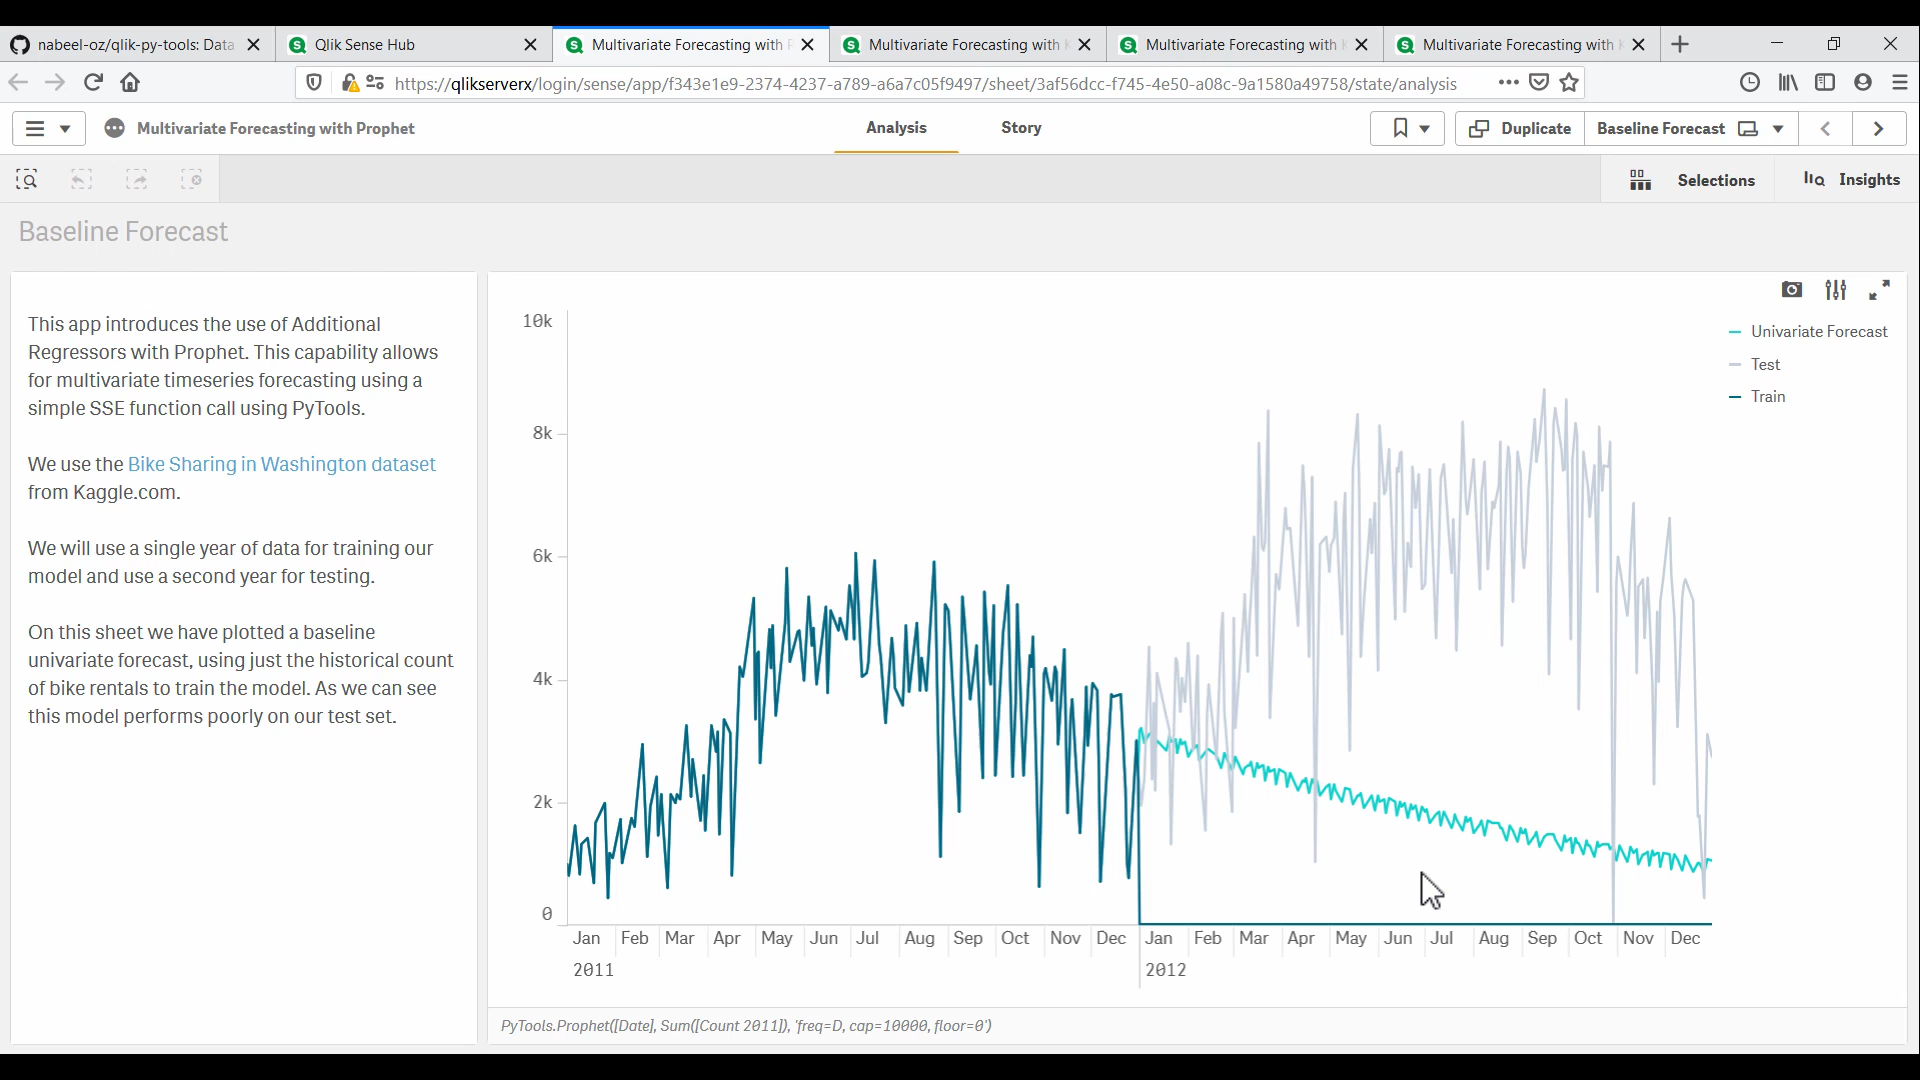 nabeel-oz/qlik-py-tools: Data
Qlik Sense Hub
Multivariate Forecasting with P
Multivariate Forecasting with
Multivariate Forecasting with
Multivariate Forecasting with
https://qlikserverx/login/sense/app/f343e1e9-2374-4237-a789-a6a7c05f9497/sheet/3af56dcc-f745-4e50-a08c-9a1580a49758/state/analysis
Multivariate Forecasting with Prophet
Analysis
Story
Duplicate
Baseline Forecast
Selections
Insights
Baseline Forecast
This app introduces the use of Additional
Regressors with Prophet. This capability allows
for multivariate timeseries forecasting using a
simple SSE function call using PyTools.
We use the Bike Sharing in Washington dataset
from Kaggle.com.
We will use a single year of data for training our
model and use a second year for testing.
On this sheet we have plotted a baseline
univariate forecast, using just the historical count
of bike rentals to train the model. As we can see
this model performs poorly on our test set.
10k
8k
6k
4k
2k
0
Univariate Forecast
Test
Train
Jan Feb Mar Apr May Jun Jul Aug Sep Oct Nov Dec Jan Feb Mar Apr May Jun Jul Aug Sep Oct Nov Dec
2011 2012
PyTools.Prophet([Date], Sum([Count 2011]), 'freq=D, cap=10000, floor=0')